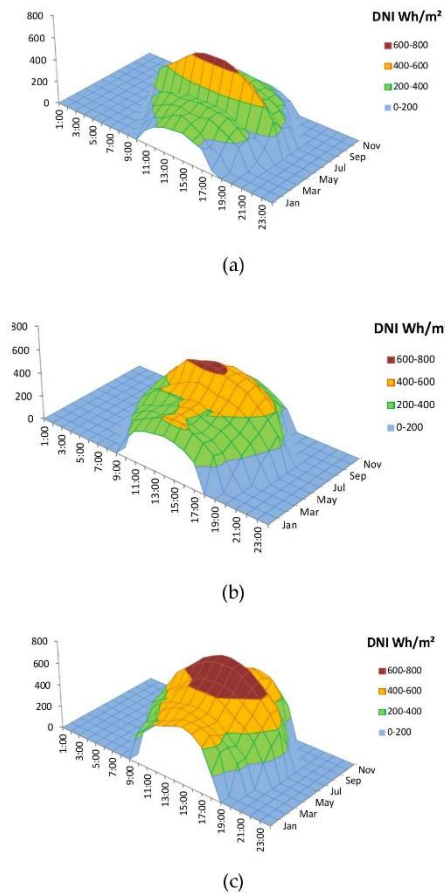 DNI Wh/m²
800
600
400
200
0
600-800
400-600
200-400
0-200
1:00
3:00
5:00
7:00
9:00
11:00
13:00
15:00
17:00
19:00
21:00
23:00
Jan
Mar
May
Jul
Sep
Nov
(a)
DNI Wh/m
800
600
400
200
0
600-800
400-600
200-400
0-200
1:00
3:00
5:00
7:00
9:00
11:00
13:00
15:00
17:00
19:00
21:00
23:00
Jan
Mar
May
Jul
Sep
Nov
(b)
DNI Wh/m²
800
600
400
200
0
600-800
400-600
200-400
0-200
1:00
3:00
5:00
7:00
9:00
11:00
13:00
15:00
17:00
19:00
21:00
23:00
Jan
Mar
May
Jul
Sep
Nov
(c)